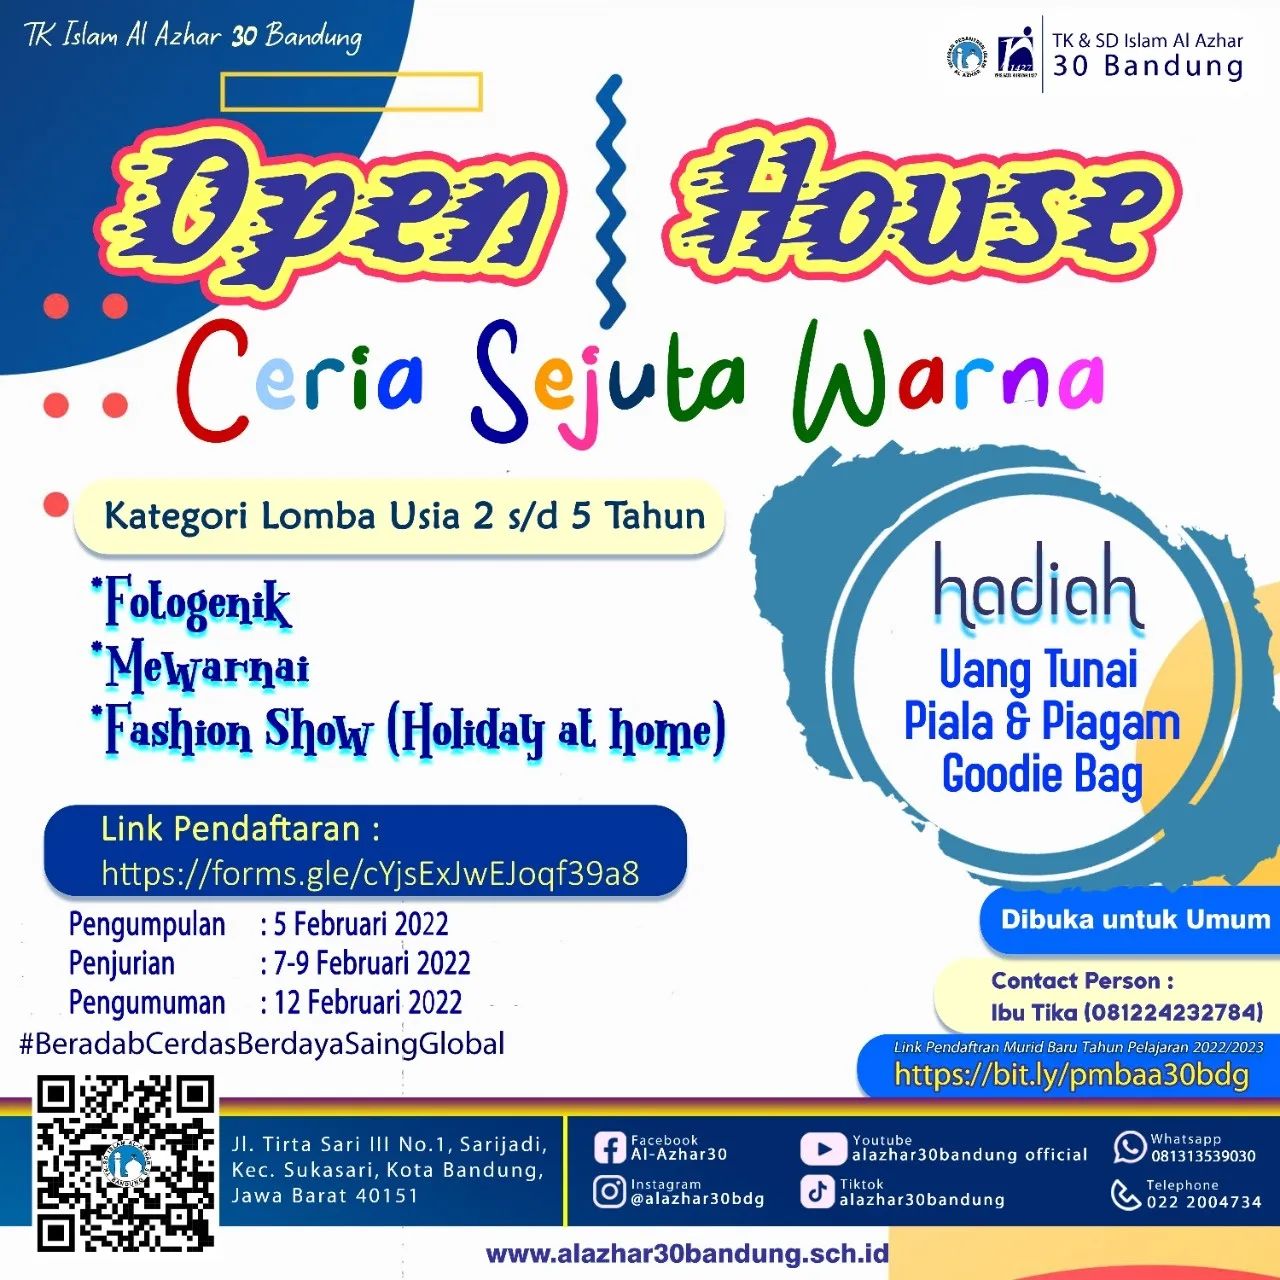 TK Islam Al Azhar 30 Bandung
TK & SD Islam Al Azhar
30 Bandung
Open House
Ceria Sejuta Warna
Kategori Lomba Usia 2 s/d 5 Tahun
*Fotogenik
*Mewarnai
*Fashion Show (Holiday at home)
hadiah
Uang Tunai
Piala & Piagam
Goodie Bag
Link Pendaftaran :
https://forms.gle/cYjsExJwEJoqf39a8
Pengumpulan : 5 Februari 2022
Penjurian : 7-9 Februari 2022
Pengumuman : 12 Februari 2022
#BeradabCerdasBerdayaSaingGlobal
Dibuka untuk Umum
Contact Person :
Ibu Tika (081224232784)
Link Pendaftran Murid Baru Tahun Pelajaran 2022/2023
https://bit.ly/pmbaa30bdg
Jl. Tirta Sari III No.1, Sarijadi,
Kec. Sukasari, Kota Bandung,
Jawa Barat 40151
Facebook
Al-Azhar30
Instagram
@alazhar30bdg
Youtube
alazhar30bandung official
Tiktok
alazhar30bandung
Whatsapp
081313539030
Telephone
022 2004734
www.alazhar30bandung.sch.id